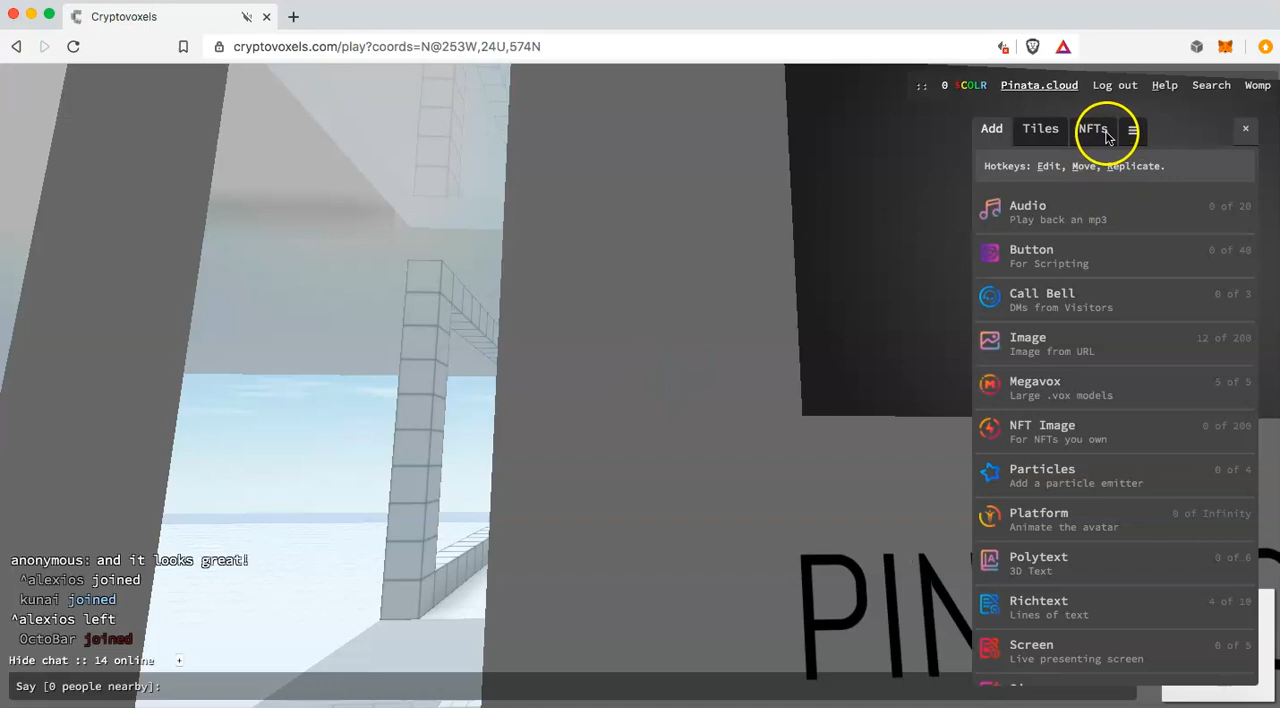 Cryptovoxels
cryptovoxels.com/play?coords=N@253W,24U,574N
:: 0 $COLR Pinata.cloud Log out Help Search Womp
Add Tiles NFTs
Hotkeys: Edit, Move, Replicate.
Audio 0 of 20
Play back an mp3
Button 0 of 40
For Scripting
Call Bell 0 of 3
DMs from Visitors
Image 12 of 200
Image from URL
Megavox 5 of 5
Large .vox models
NFT Image 0 of 200
For NFTs you own
Particles 0 of 4
Add a particle emitter
Platform 0 of Infinity
Animate the avatar
Polytext 0 of 6
3D Text
Richtext 4 of 10
Lines of text
Screen 0 of 5
Live presenting screen
PIN
anonymous: and it looks great!
^alexios joined
kunai joined
^alexios left
OctoBar joined
Hide chat :: 14 online +
Say [0 people nearby]: